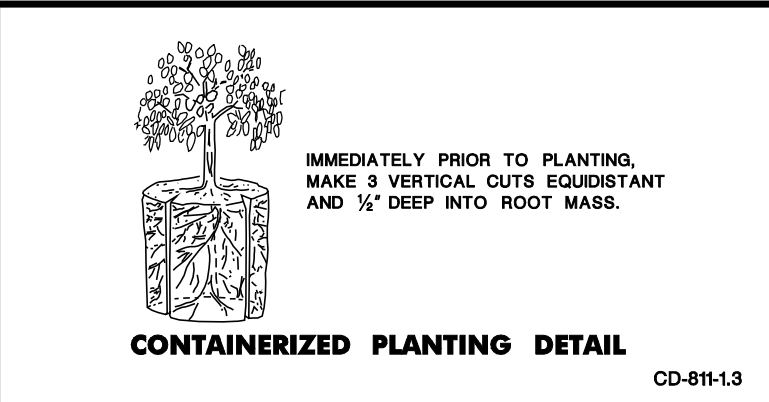 IMMEDIATELY PRIOR TO PLANTING,
MAKE 3 VERTICAL CUTS EQUIDISTANT
AND ½" DEEP INTO ROOT MASS.
CONTAINERIZED PLANTING DETAIL
CD-811-1.3